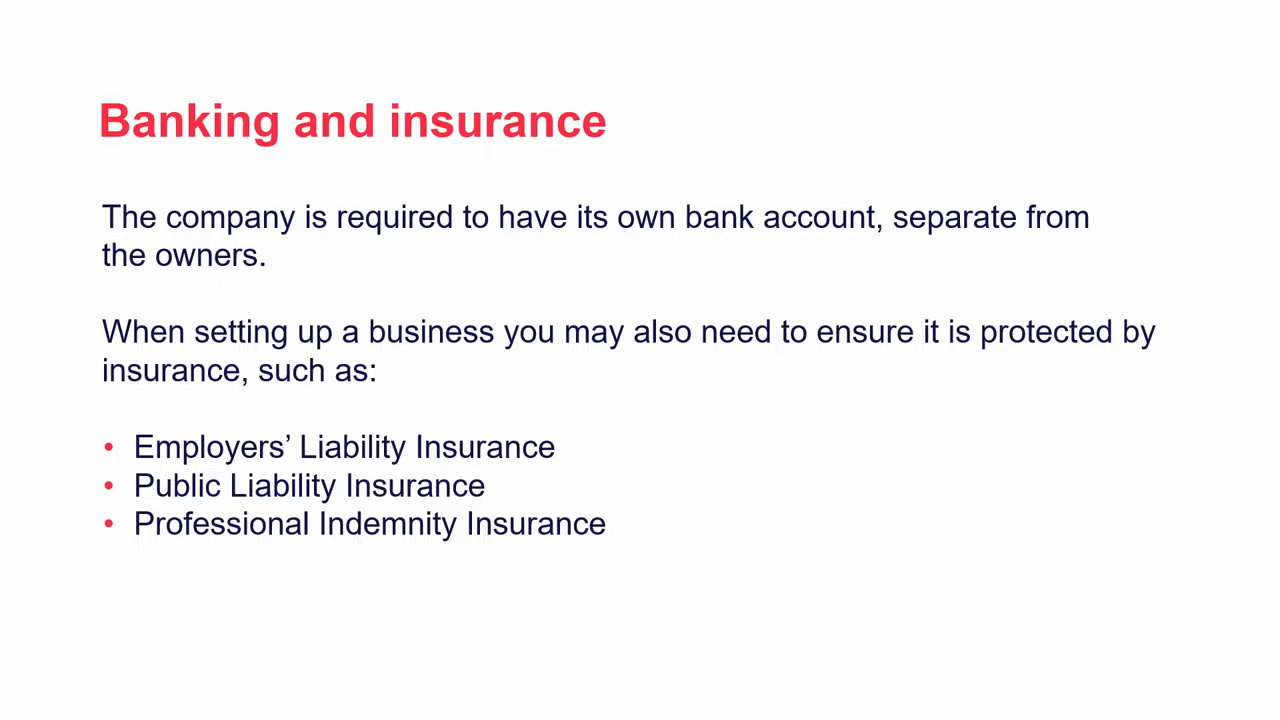 Banking and insurance
The company is required to have its own bank account, separate from
the owners.
When setting up a business you may also need to ensure it is protected by
insurance, such as:
• Employers’ Liability Insurance
• Public Liability Insurance
• Professional Indemnity Insurance